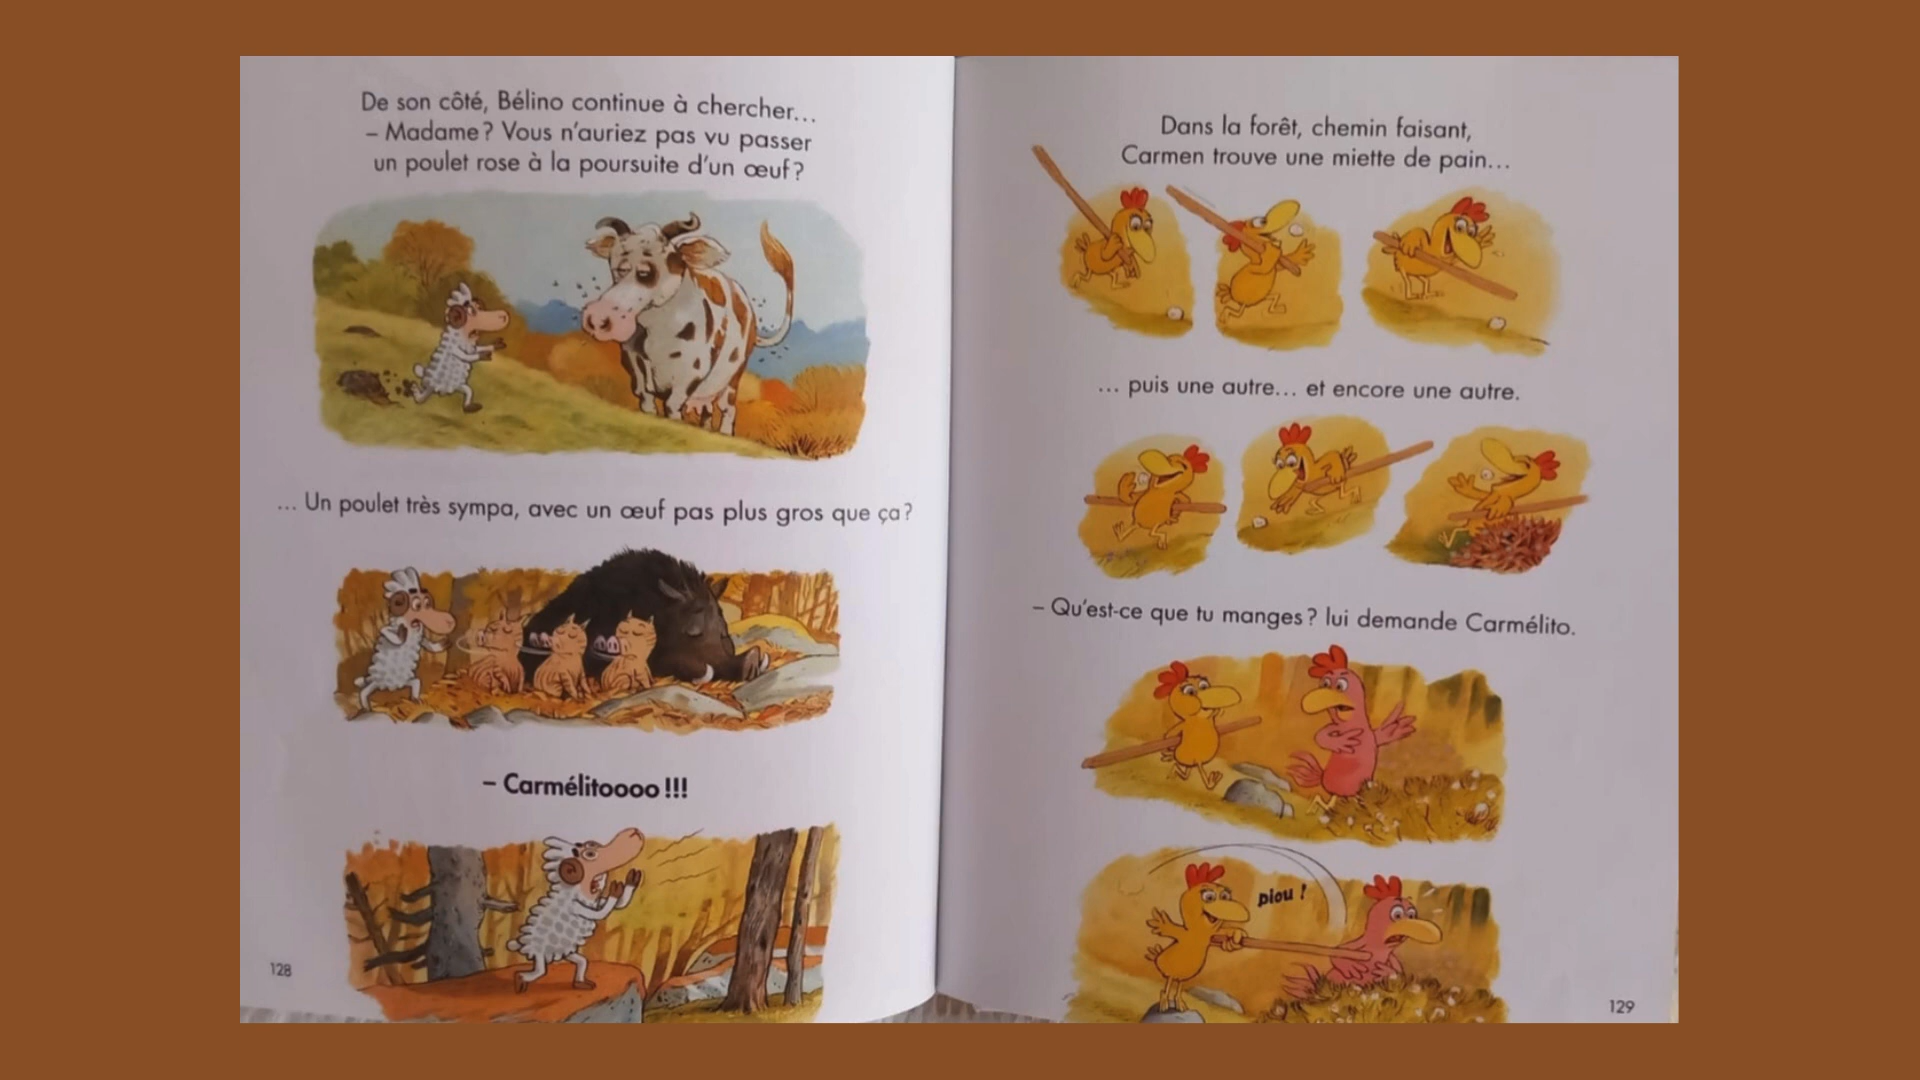 De son côté, Bélino continue à chercher…
– Madame ? Vous n'auriez pas vu passer
un poulet rose à la poursuite d'un œuf ?
… Un poulet très sympa, avec un œuf pas plus gros que ça ?
– Carmélitoooo !!!
128
Dans la forêt, chemin faisant,
Carmen trouve une miette de pain…
… puis une autre… et encore une autre.
– Qu'est-ce que tu manges ? lui demande Carmélito.
piou !
129